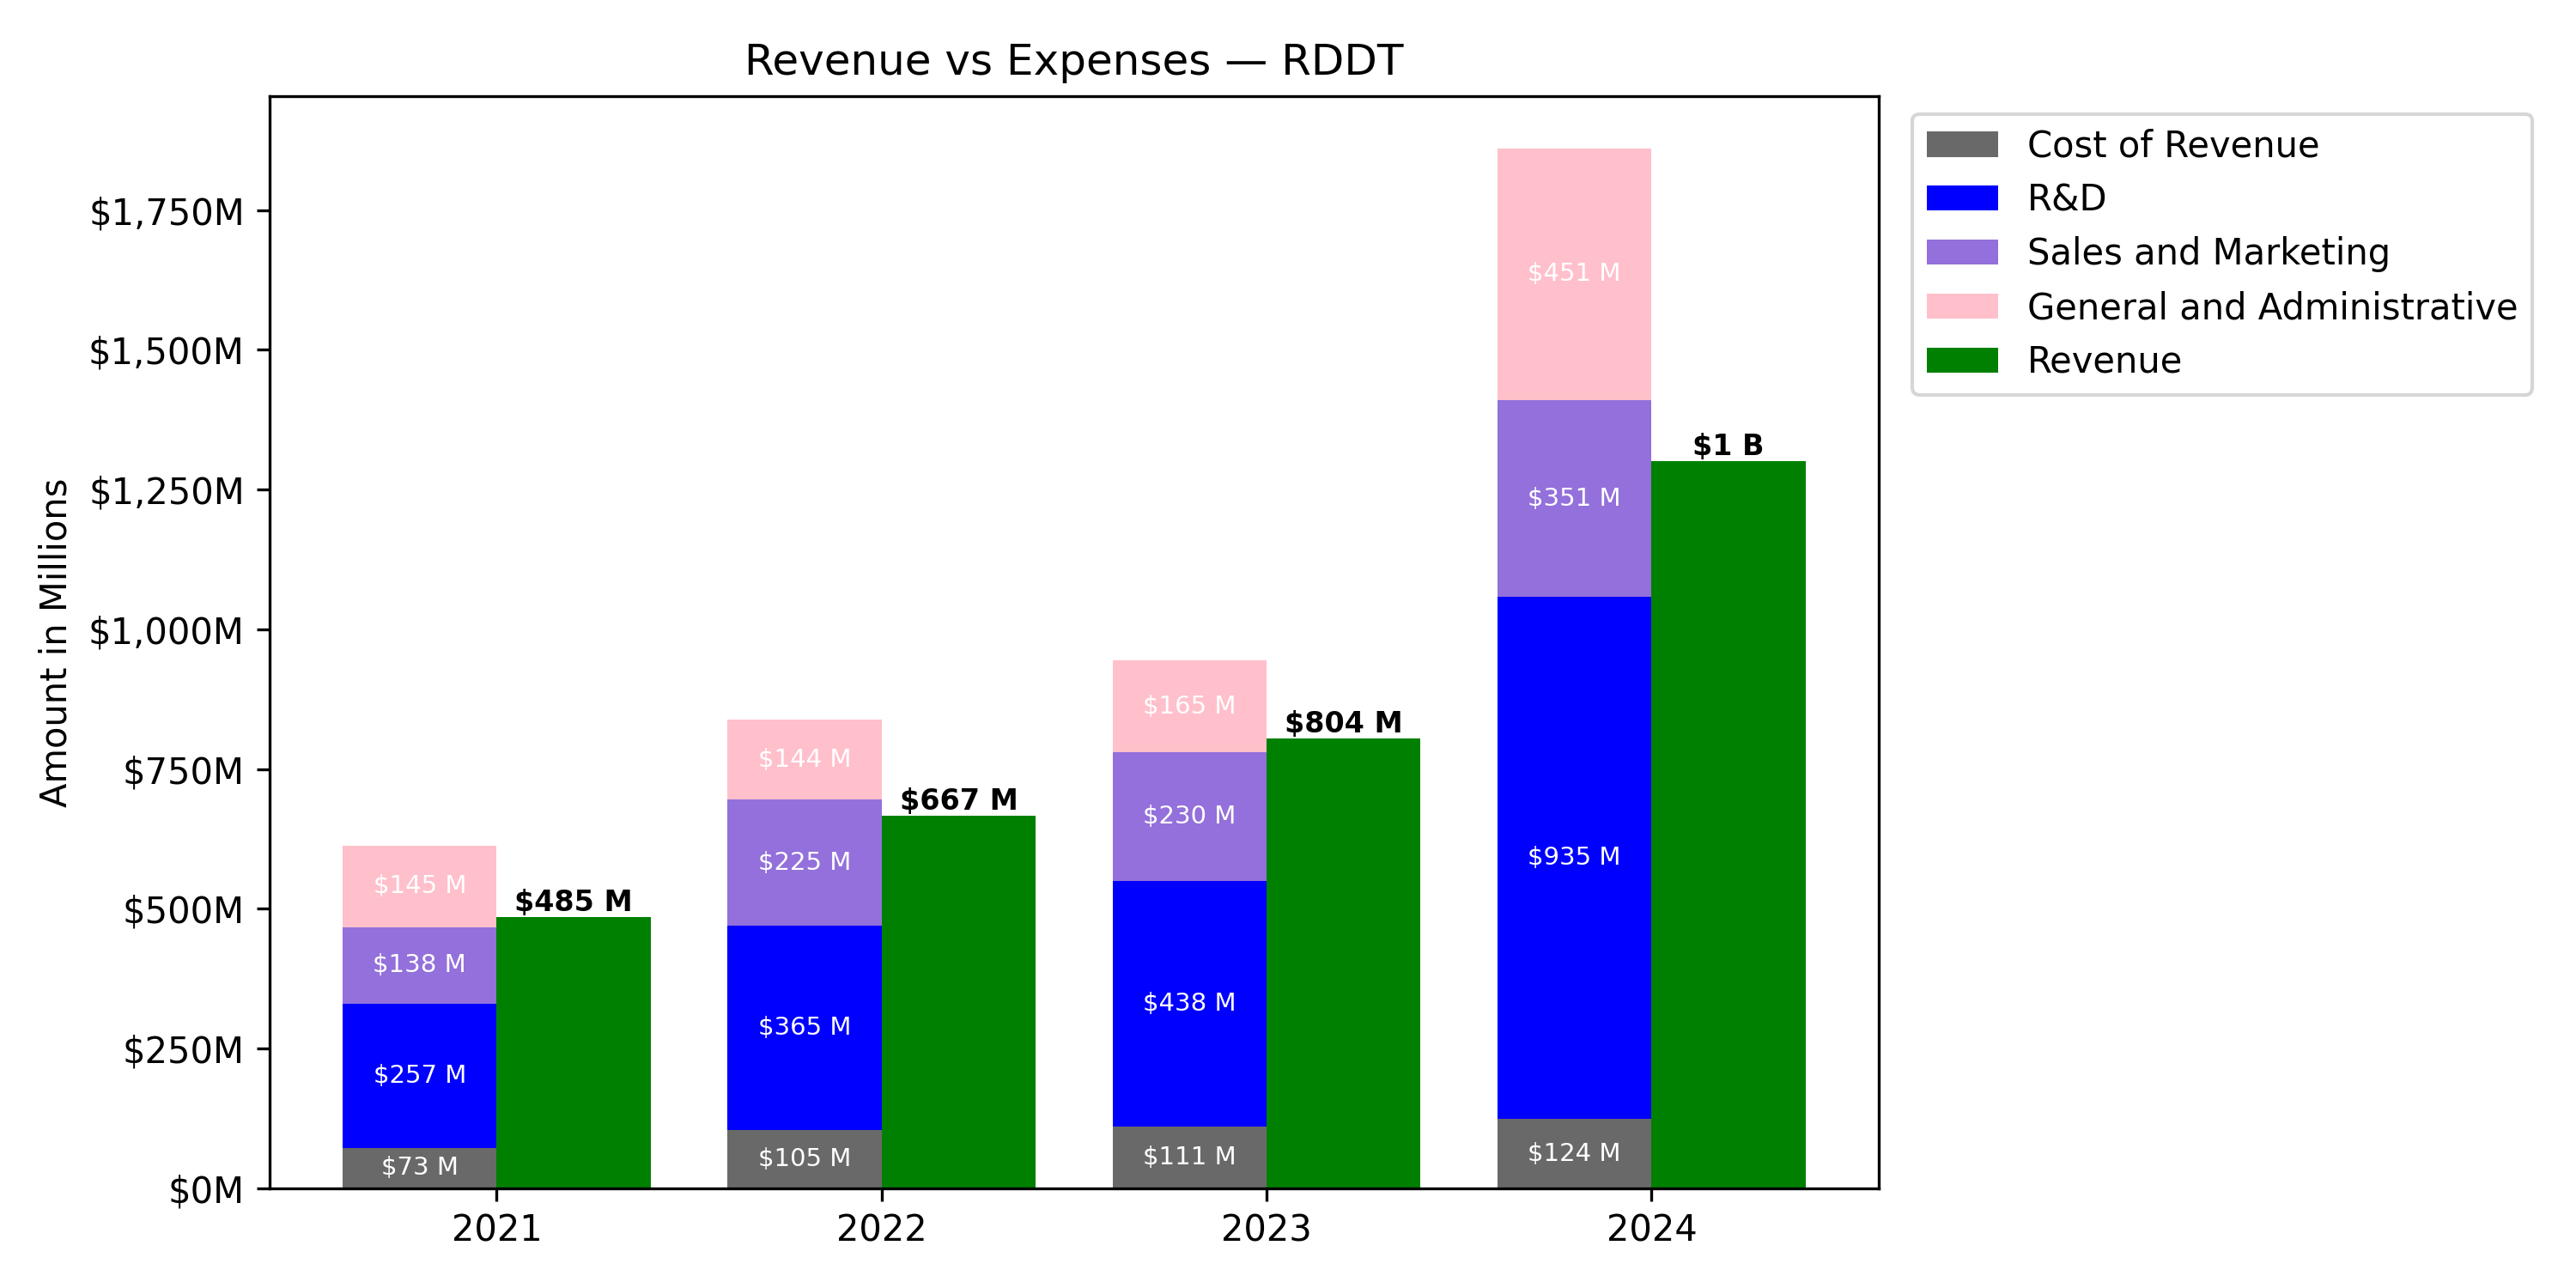 Revenue vs Expenses — RDDT
Cost of Revenue
R&D
Sales and Marketing
General and Administrative
Revenue
Amount in Millions
$1,750M
$1,500M
$1,250M
$1,000M
$750M
$500M
$250M
$0M
$145 M
$138 M
$257 M
$73 M
$485 M
$144 M
$225 M
$365 M
$105 M
$667 M
$165 M
$230 M
$438 M
$111 M
$804 M
$451 M
$351 M
$935 M
$124 M
$1 B
2021
2022
2023
2024